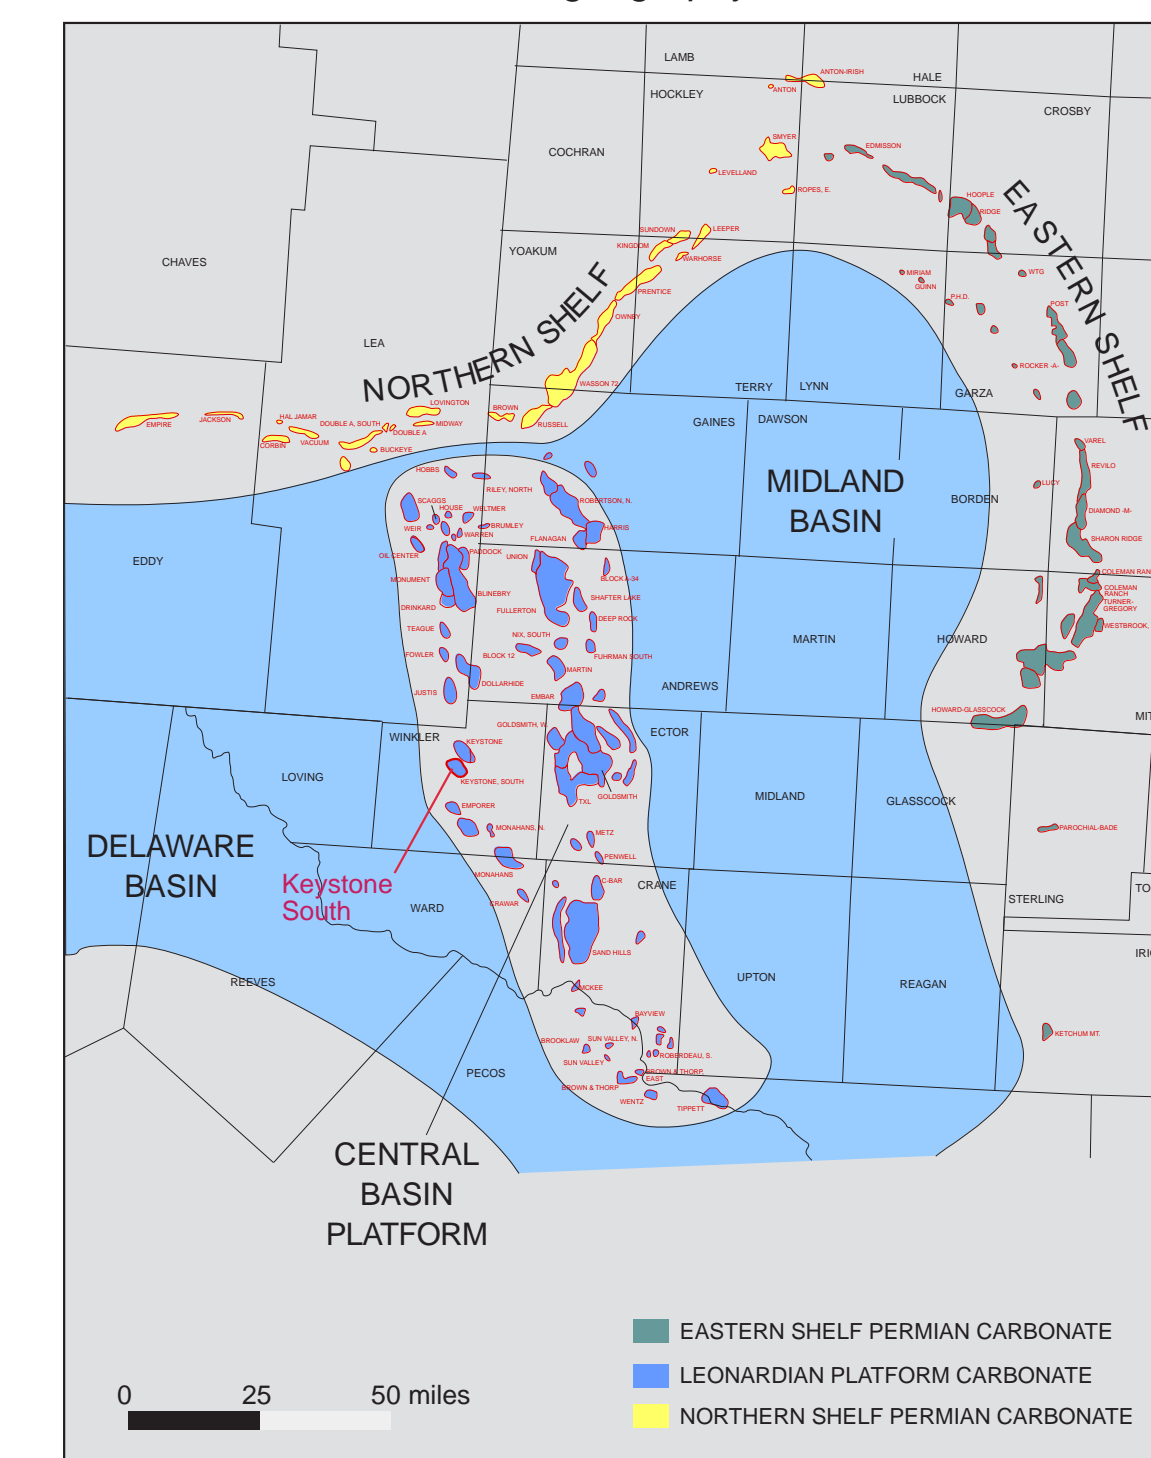 LAMB
ANTON-IRISH
HALE
ANTON
HOCKLEY
LUBBOCK
CROSBY
SMYER
EDMISSON
COCHRAN
LEVELLAND
ROPES, E.
HOOPLE
RIDGE
EASTERN SHELF
SUNDOWN
LEEPER
KINGDOM
YOAKUM
WARHORSE
CHAVES
MIRIAM
WTG
GUINN
PRENTICE
P.H.D.
POST
OWNBY
NORTHERN SHELF
LEA
ROCKER -A-
WASSON 72
TERRY
LYNN
GARZA
LOVINGTON
BROWN
EMPIRE
JACKSON
HAL JAMAR
DOUBLE A, SOUTH
MIDWAY
RUSSELL
GAINES
DAWSON
CORBIN
VACUUM
DOUBLE A
BUCKEYE
VAREL
HOBBS
REVILO
MIDLAND
BASIN
LUCY
RILEY, NORTH
ROBERTSON, N.
BORDEN
SCAGGS
HOUSE
WELTMER
DIAMOND -M-
WEIR
BRUMLEY
HARRIS
WARREN
FLANAGAN
SHARON RIDGE
OIL CENTER
PADDOCK
UNION
EDDY
COLEMAN RAN
MONUMENT
BLOCK A-34
COLEMAN
RANCH
BLINEBRY
SHAFTER LAKE
TURNER-
GREGORY
DRINKARD
FULLERTON
DEEP ROCK
WESTBROOK,
TEAGUE
NIX, SOUTH
MARTIN
HOWARD
FOWLER
BLOCK 12
FUHRMAN SOUTH
MARTIN
DOLLARHIDE
ANDREWS
JUSTIS
EMBAR
HOWARD-GLASSCOCK
MIT
GOLDSMITH, W.
ECTOR
WINKLER
KEYSTONE
LOVING
KEYSTONE, SOUTH
GOLDSMITH
MIDLAND
GLASSCOCK
TXL
EMPORER
MONAHANS, N.
METZ
PAROCHIAL-BADE
DELAWARE
BASIN
PENWELL
MONAHANS
Keystone
South
C-BAR
CRANE
TO
STERLING
WARD
CRAWAR
SAND HILLS
IRI
REEVES
UPTON
REAGAN
MCKEE
BAYVIEW
KETCHUM MT.
BROOKLAW
SUN VALLEY, N.
ROBERDEAU, S.
SUN VALLEY
PECOS
BROWN & THORP,
EAST
BROWN & THORP
WENTZ
TIPPETT
CENTRAL
BASIN
PLATFORM
EASTERN SHELF PERMIAN CARBONATE
LEONARDIAN PLATFORM CARBONATE
NORTHERN SHELF PERMIAN CARBONATE
0 25 50 miles